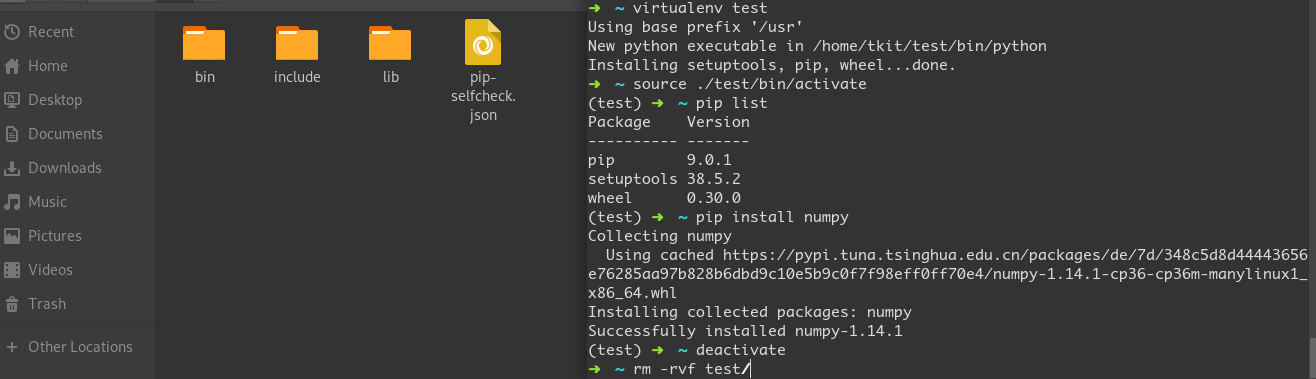 Recent
Home
Desktop
Documents
Downloads
Music
Pictures
Videos
Trash
+ Other Locations
bin
include
lib
pip-
selfcheck.
json
➜ ~ virtualenv test
Using base prefix '/usr'
New python executable in /home/tkit/test/bin/python
Installing setuptools, pip, wheel...done.
➜ ~ source ./test/bin/activate
(test) ➜ ~ pip list
Package    Version
---------- -------
pip        9.0.1
setuptools 38.5.2
wheel      0.30.0
(test) ➜ ~ pip install numpy
Collecting numpy
  Using cached https://pypi.tuna.tsinghua.edu.cn/packages/de/7d/348c5d8d44443656
e76285aa97b828b6dbd9c10e5b9c0f7f98eff0ff70e4/numpy-1.14.1-cp36-cp36m-manylinux1_
x86_64.whl
Installing collected packages: numpy
Successfully installed numpy-1.14.1
(test) ➜ ~ deactivate
➜ ~ rm -rvf test/